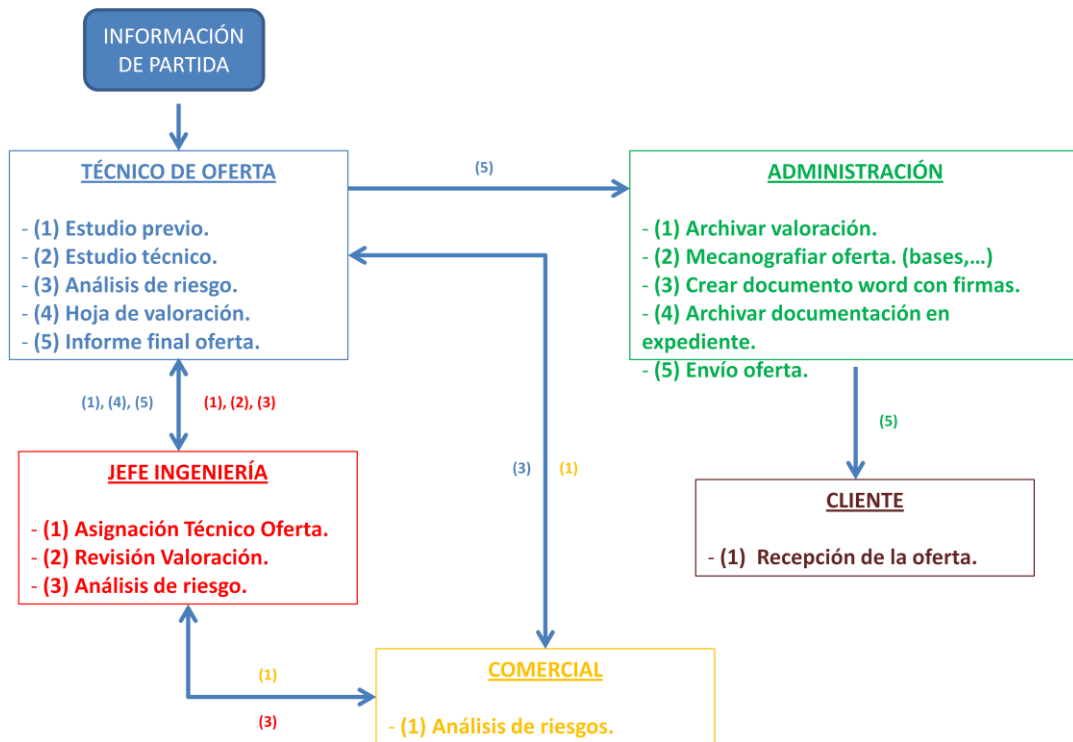 INFORMACIÓN
DE PARTIDA
TÉCNICO DE OFERTA
- (1) Estudio previo.
- (2) Estudio técnico.
- (3) Análisis de riesgo.
- (4) Hoja de valoración.
- (5) Informe final oferta.
(5)
ADMINISTRACIÓN
- (1) Archivar valoración.
- (2) Mecanografiar oferta. (bases,...)
- (3) Crear documento word con firmas.
- (4) Archivar documentación en
expediente.
- (5) Envío oferta.
(1), (4), (5)
(1), (2), (3)
(5)
JEFE INGENIERÍA
- (1) Asignación Técnico Oferta.
- (2) Revisión Valoración.
- (3) Análisis de riesgo.
(3)
(1)
CLIENTE
- (1) Recepción de la oferta.
(1)
(3)
COMERCIAL
- (1) Análisis de riesgos.